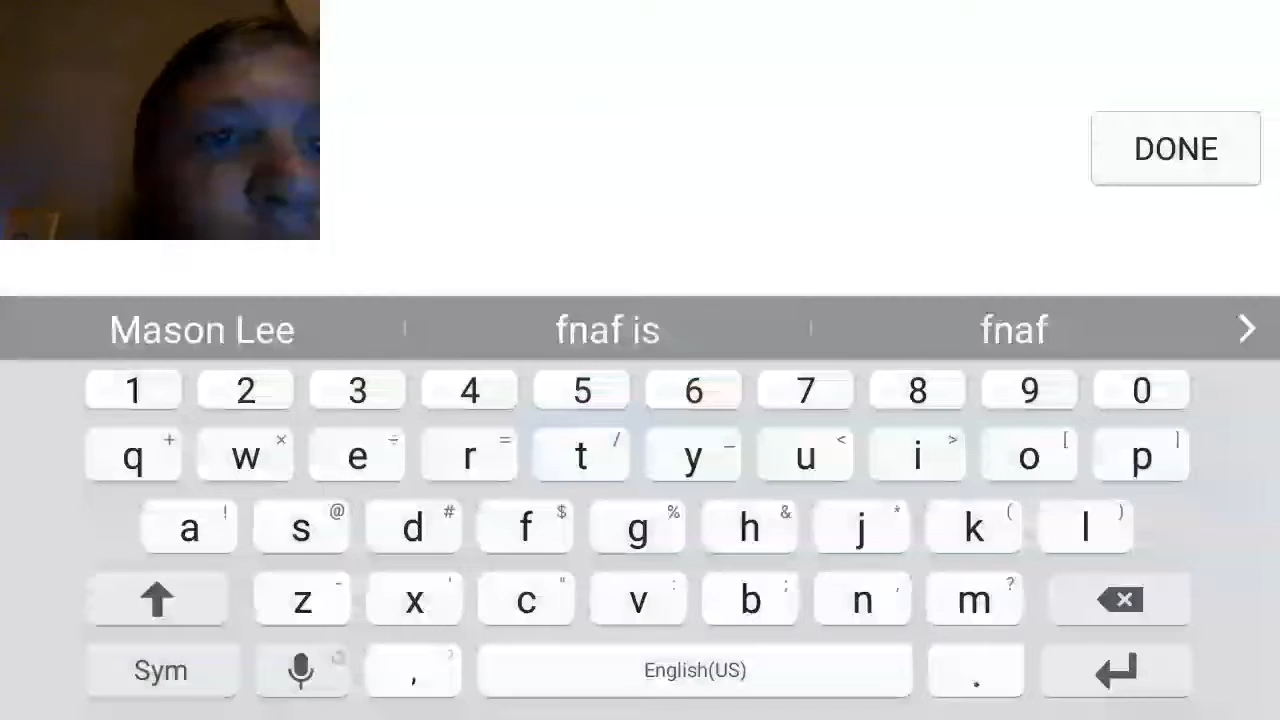 DONE
Mason Lee fnaf is fnaf
1 2 3 4 5 6 7 8 9 0
q + w × e ÷ r = t / y _ u < i > o [ p ]
a ! s @ d # f $ g % h & j * k ( l )
z - x ' c " v : b ; n , m ?
Sym , English(US) .